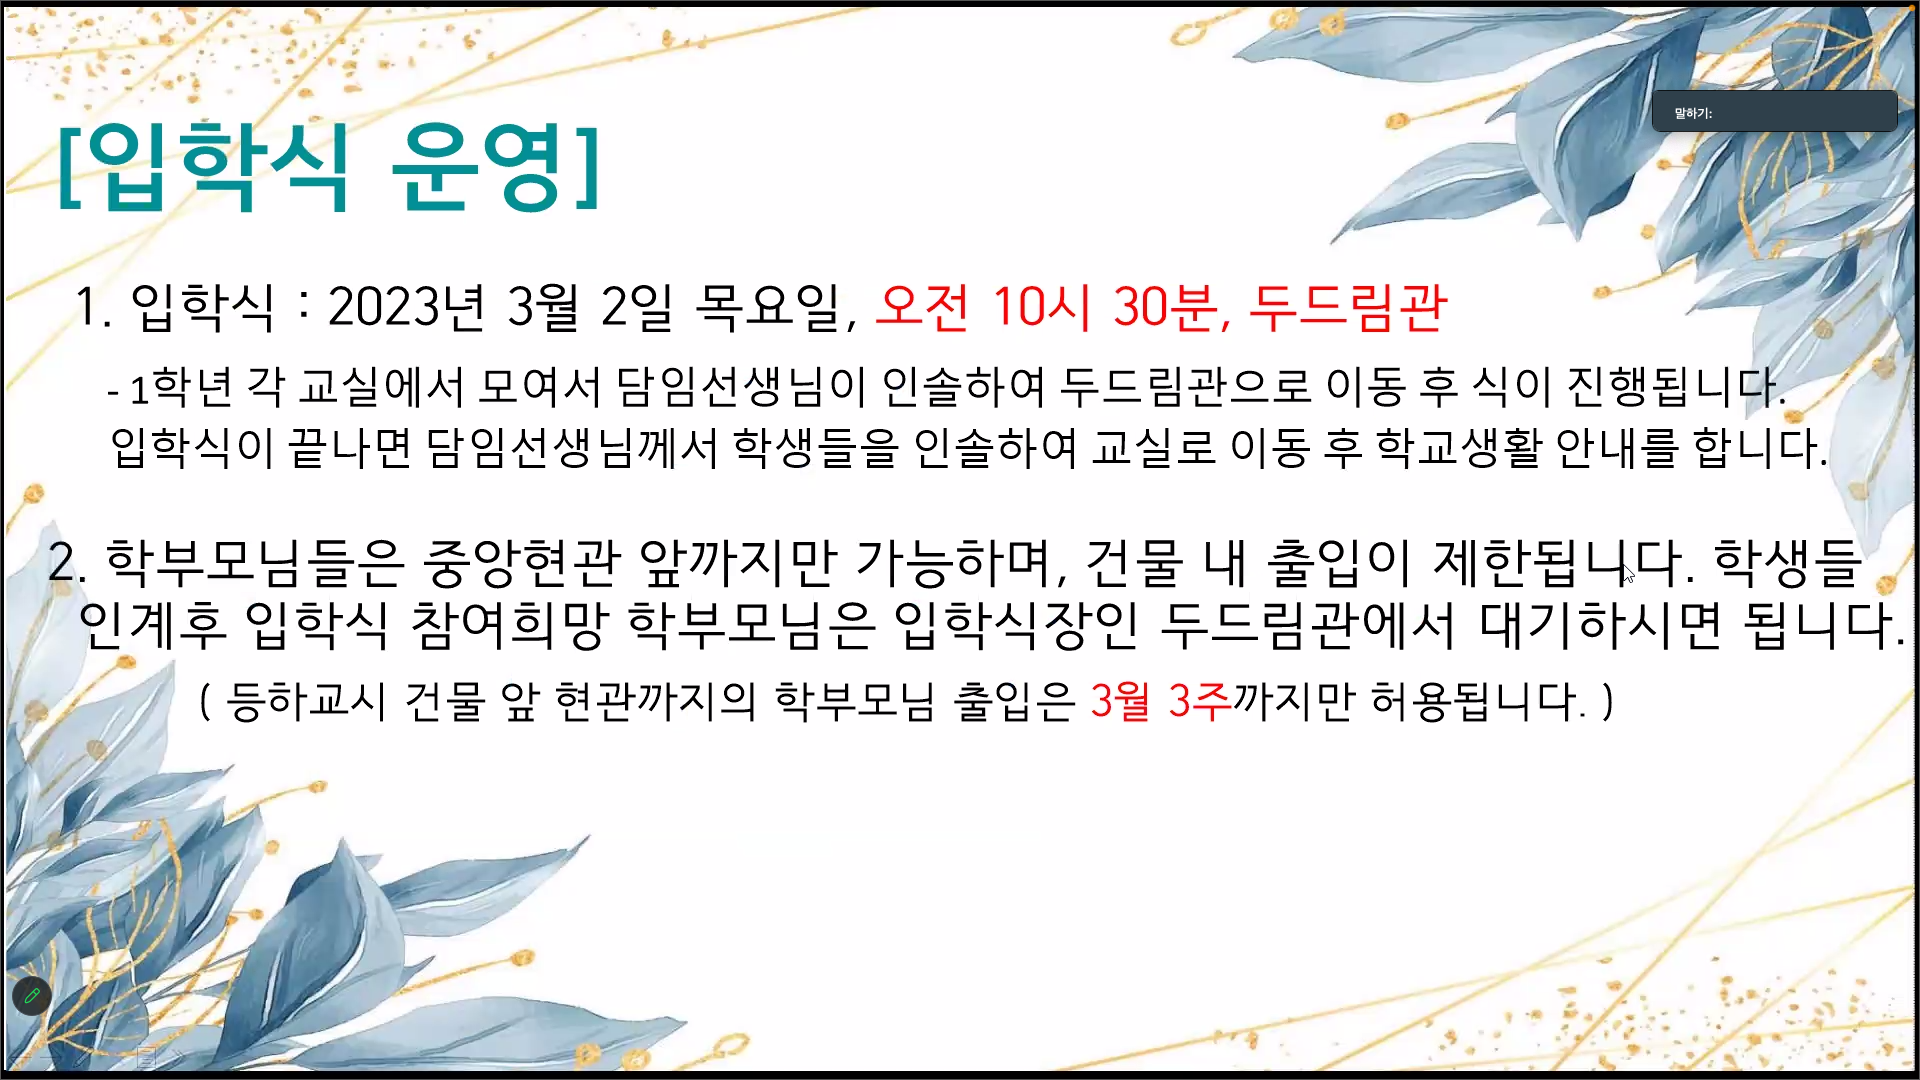 말하기:
[입학식 운영]
1. 입학식 : 2023년 3월 2일 목요일, 오전 10시 30분, 두드림관
- 1학년 각 교실에서 모여서 담임선생님이 인솔하여 두드림관으로 이동 후 식이 진행됩니다.
입학식이 끝나면 담임선생님께서 학생들을 인솔하여 교실로 이동 후 학교생활 안내를 합니다.
2. 학부모님들은 중앙현관 앞까지만 가능하며, 건물 내 출입이 제한됩니다. 학생들
인계후 입학식 참여희망 학부모님은 입학식장인 두드림관에서 대기하시면 됩니다.
( 등하교시 건물 앞 현관까지의 학부모님 출입은 3월 3주까지만 허용됩니다. )